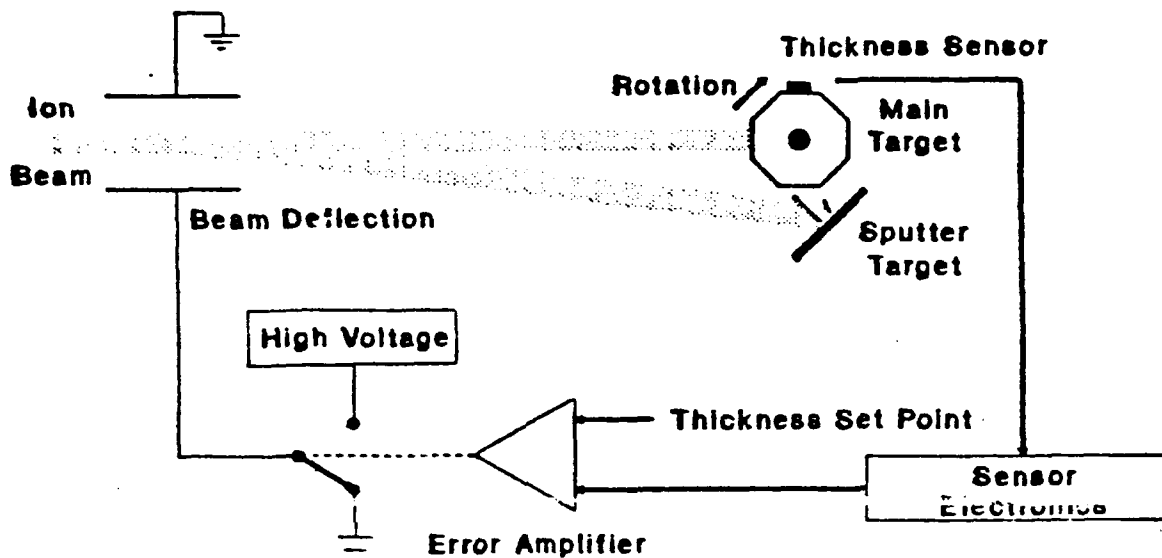 Thickness Sensor
Rotation
Ion
Main
Target
Beam
Beam Deflection
Sputter
Target
High Voltage
Thickness Set Point
Sensor
Electronics
Error Amplifier